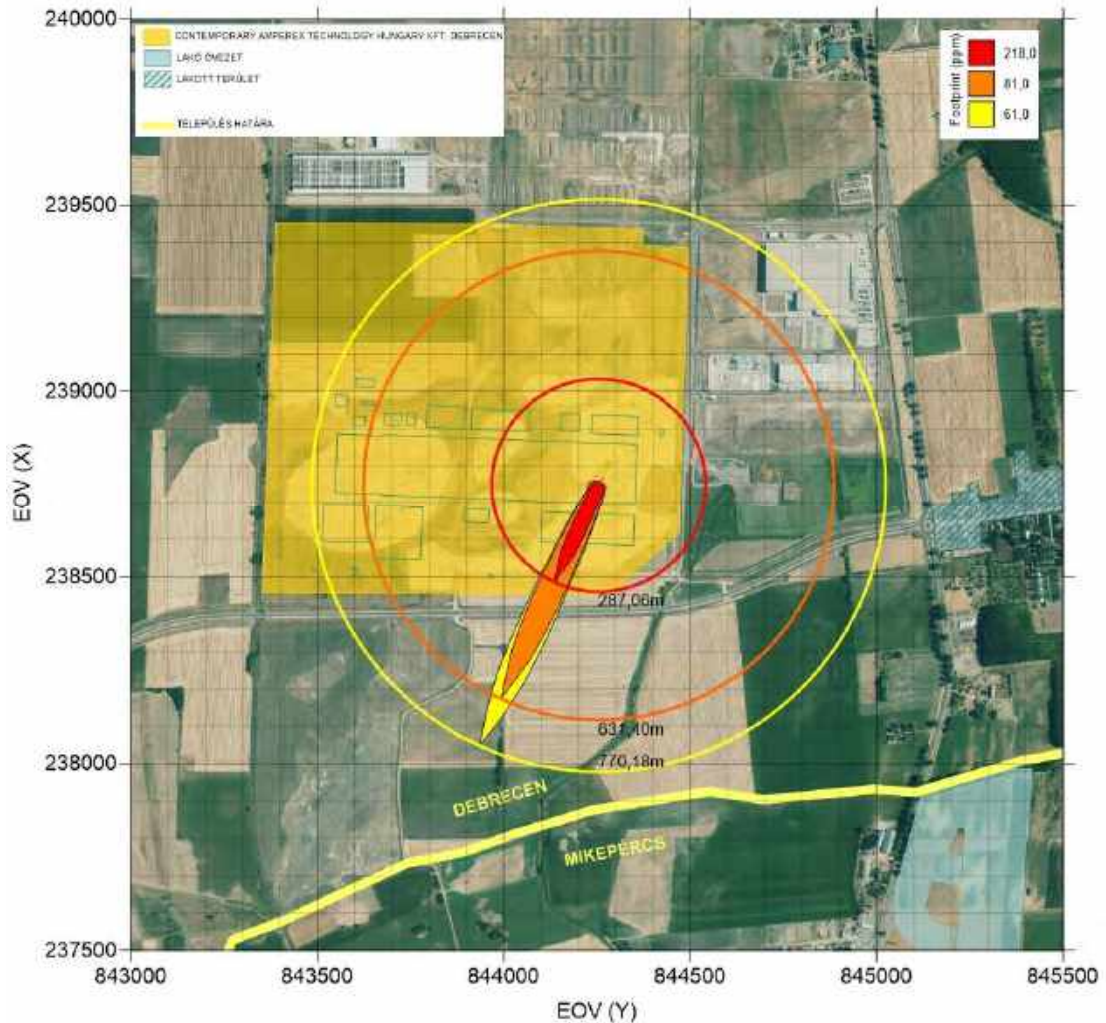 240000
CONTEMPORARY AMPEREX TECHNOLOGY HUNGARY KFT. DEBRECEN
LAKÓ ÖVEZET
LAKOTT TERÜLET
TELEPÜLÉS HATÁRA
Footprint (ppm)
218,0
81,0
61,0
239500
239000
EOV (X)
238500
287,06m
631,40m
238000
770,18m
DEBRECEN
MIKEPÉRCS
237500
843000
843500
844000
844500
845000
845500
EOV (Y)